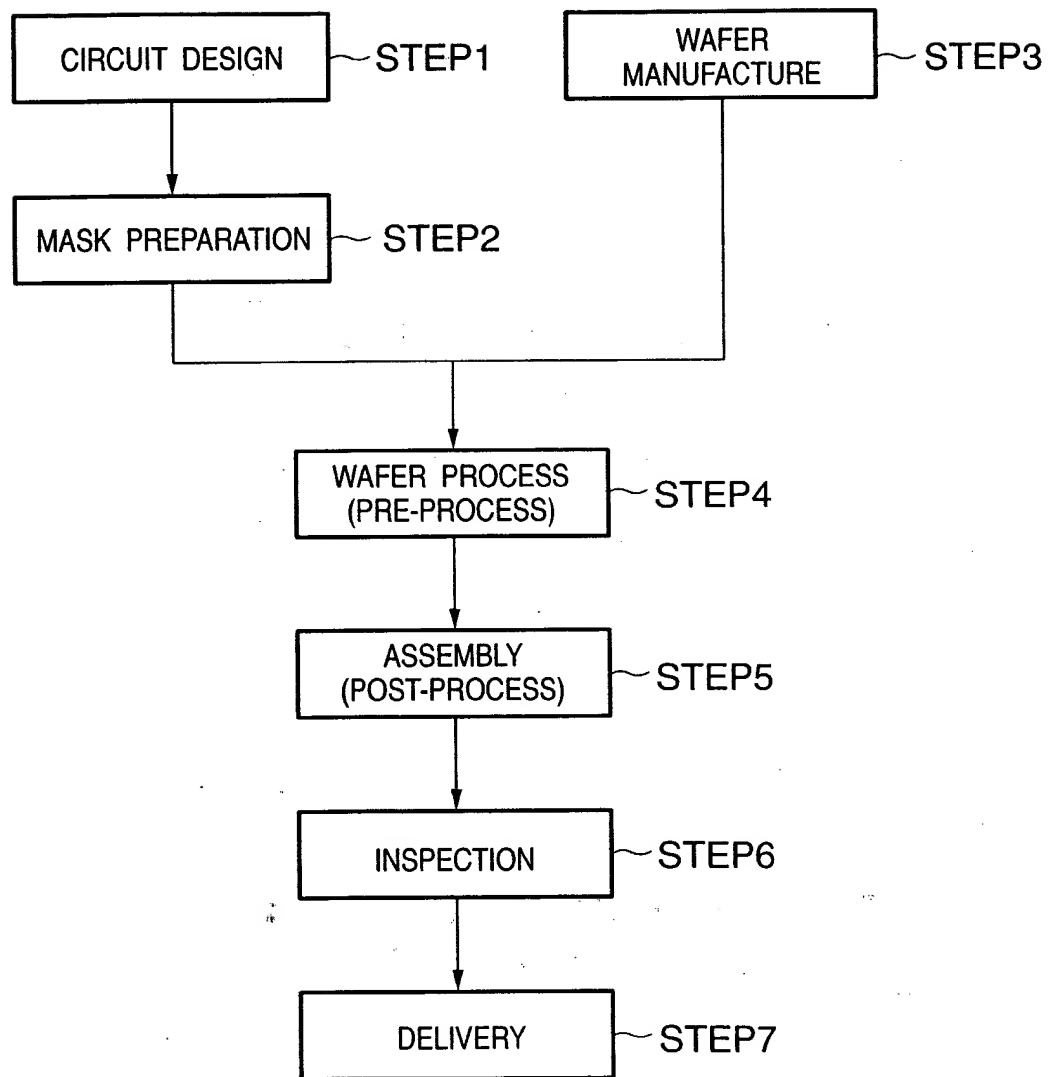 CIRCUIT DESIGN
STEP1
WAFER
MANUFACTURE
STEP3
MASK PREPARATION
STEP2
WAFER PROCESS
(PRE-PROCESS)
STEP4
ASSEMBLY
(POST-PROCESS)
STEP5
INSPECTION
STEP6
DELIVERY
STEP7